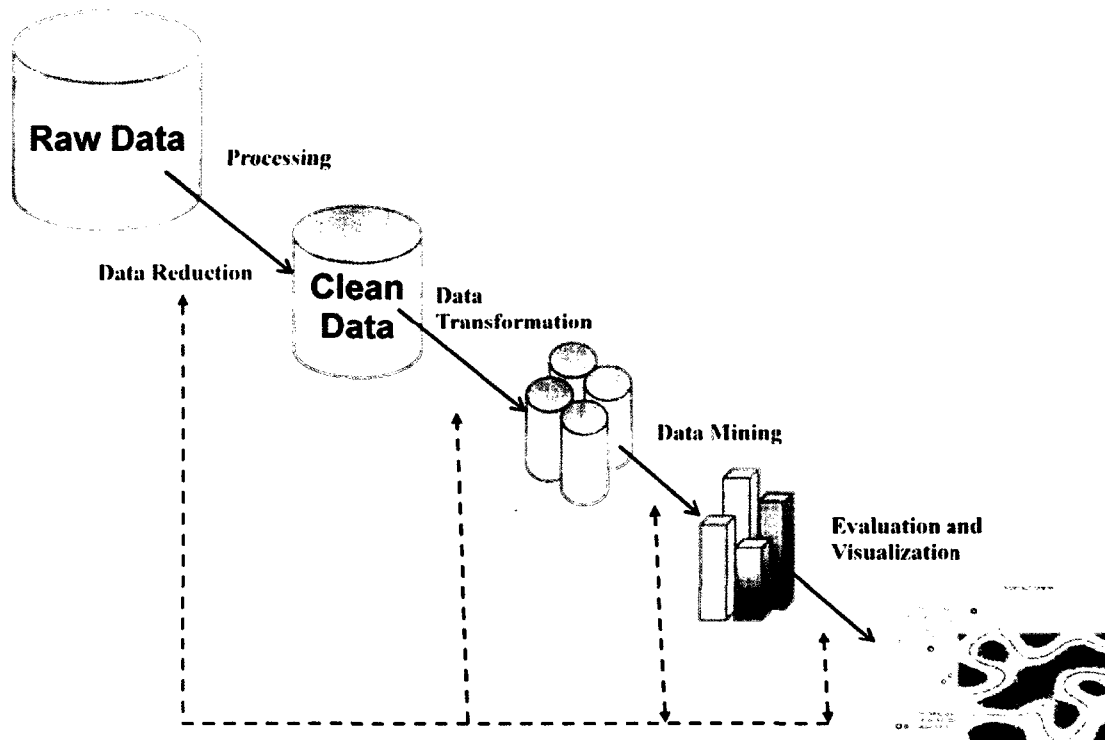 Raw Data
Processing
Data Reduction
Clean
Data
Data
Transformation
Data Mining
Evaluation and
Visualization